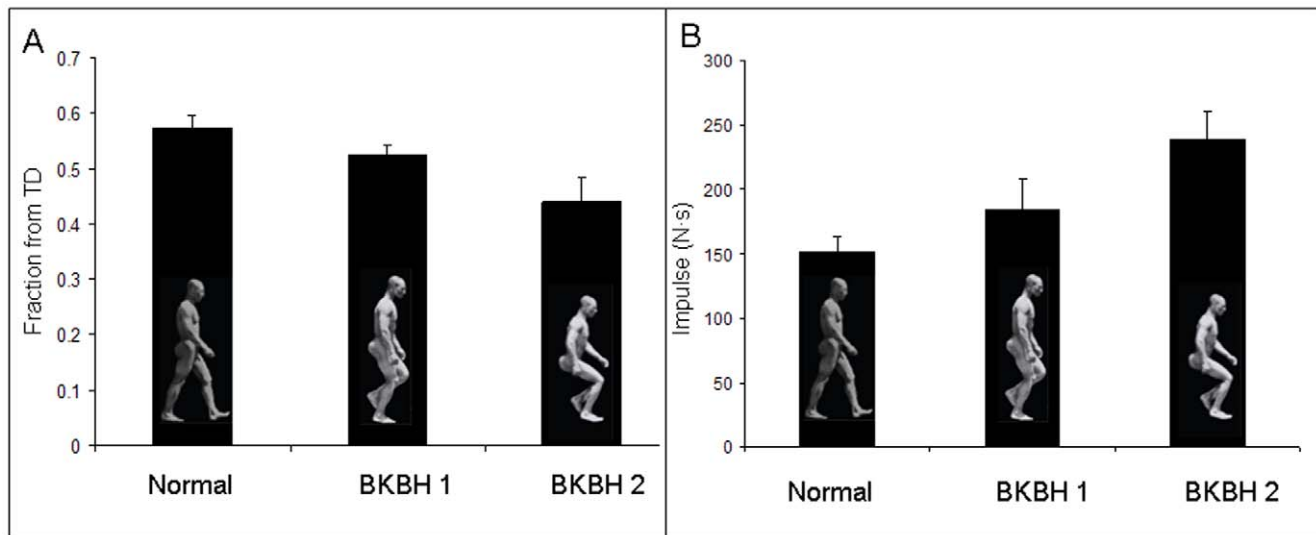 A
0.7
0.6
0.5
0.4
0.3
0.2
0.1
0
Fraction from TD
Normal BKBH 1 BKBH 2
B
300
250
200
150
100
50
0
Impulse (N·s)
Normal BKBH 1 BKBH 2